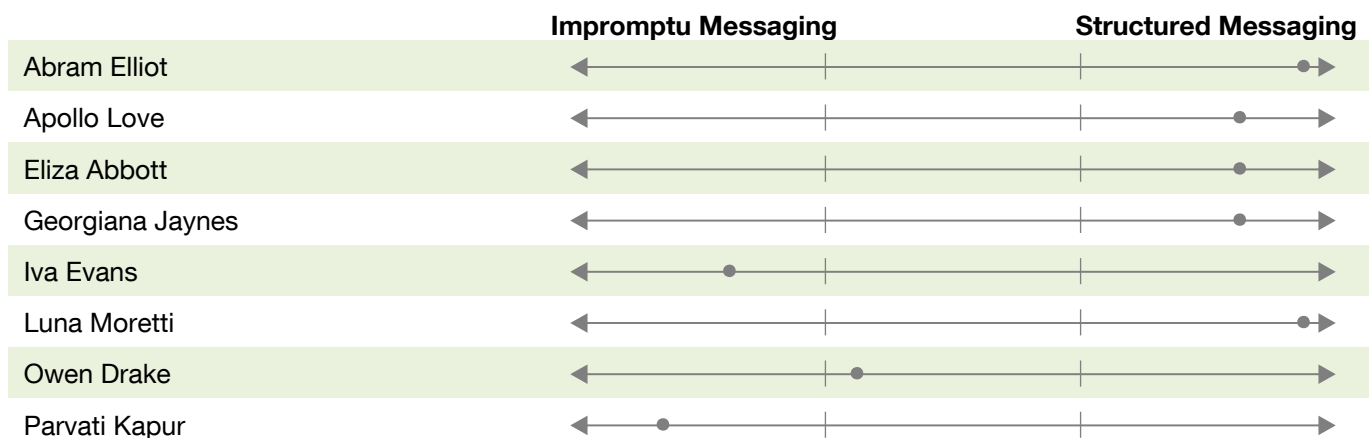 Impromptu Messaging Structured Messaging
Abram Elliot
Apollo Love
Eliza Abbott
Georgiana Jaynes
Iva Evans
Luna Moretti
Owen Drake
Parvati Kapur